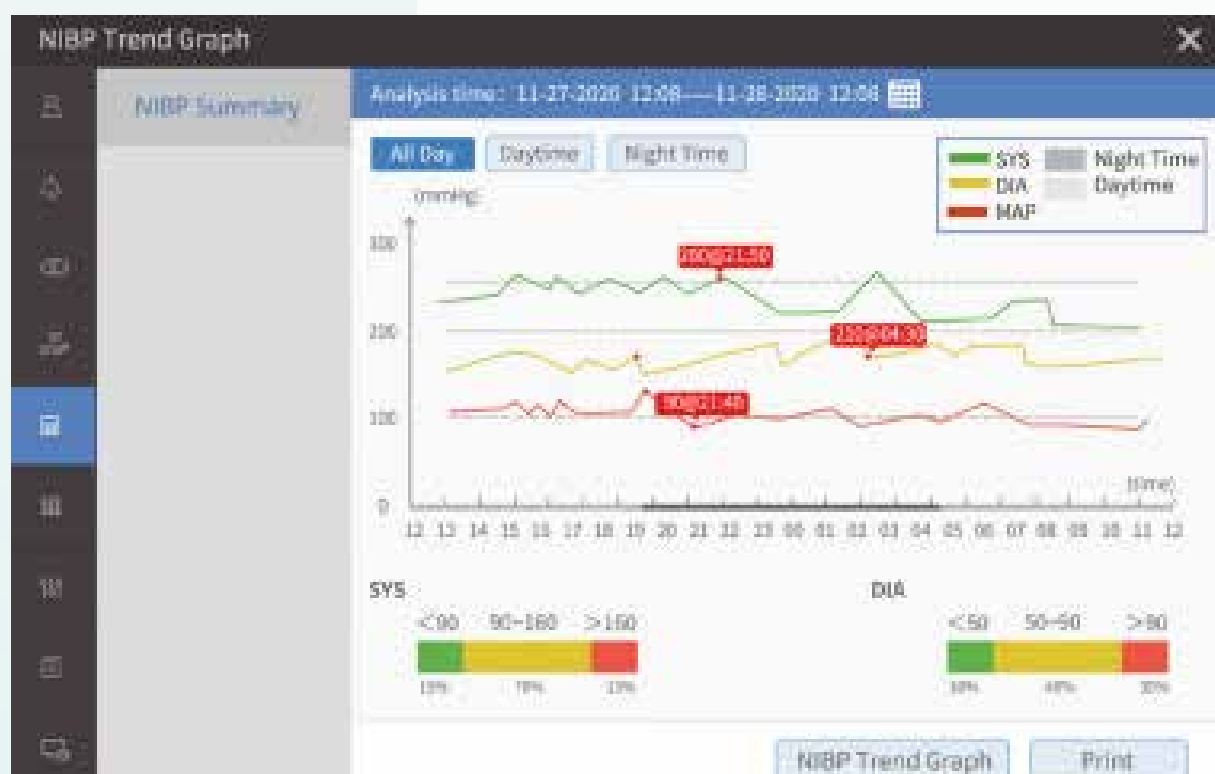 NIBP Trend Graph
NIBP Summary
Analysis time: 11-27-2020 12:08——11-28-2020 12:08
All Day Daytime Night Time
SYS Night Time
DIA Daytime
MAP
300
200
100
0
time
12 13 14 15 16 17 18 19 20 21 22 23 00 01 02 03 04 05 06 07 08 09 10 11 12
SYS DIA
<90 90~160 >160 <50 50~90 >90
NIBP Trend Graph Print